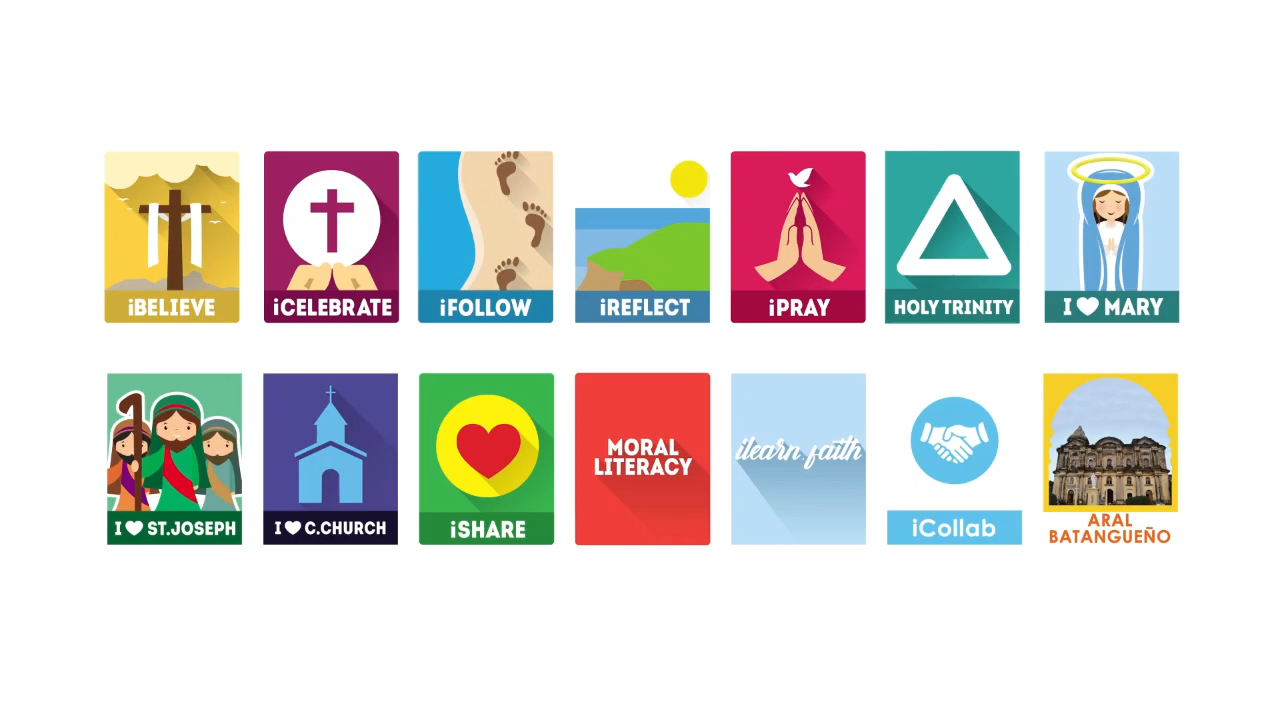 iBELIEVE
iCELEBRATE
iFOLLOW
iREFLECT
iPRAY
HOLY TRINITY
I ♥ MARY
I ♥ ST.JOSEPH
I ♥ C.CHURCH
iSHARE
MORAL
LITERACY
ilearn.faith
iCollab
ARAL
BATANGUEÑO